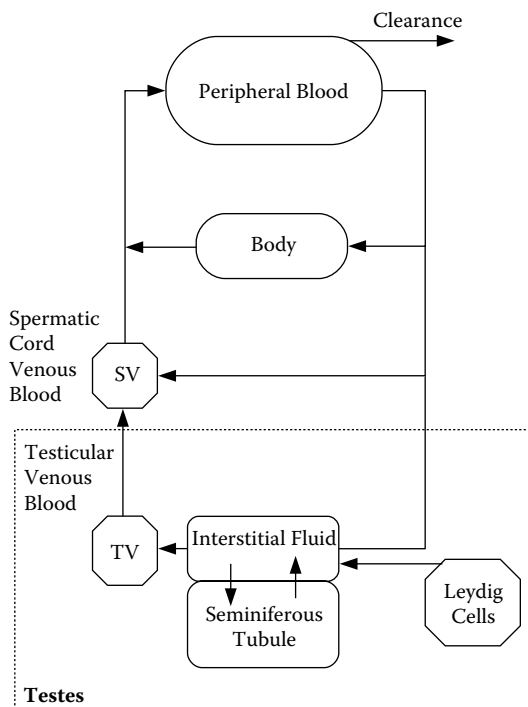 Clearance
Peripheral Blood
Body
Spermatic
Cord
Venous
Blood
SV
Testicular
Venous
Blood
TV
Interstitial Fluid
Seminiferous
Tubule
Leydig
Cells
Testes